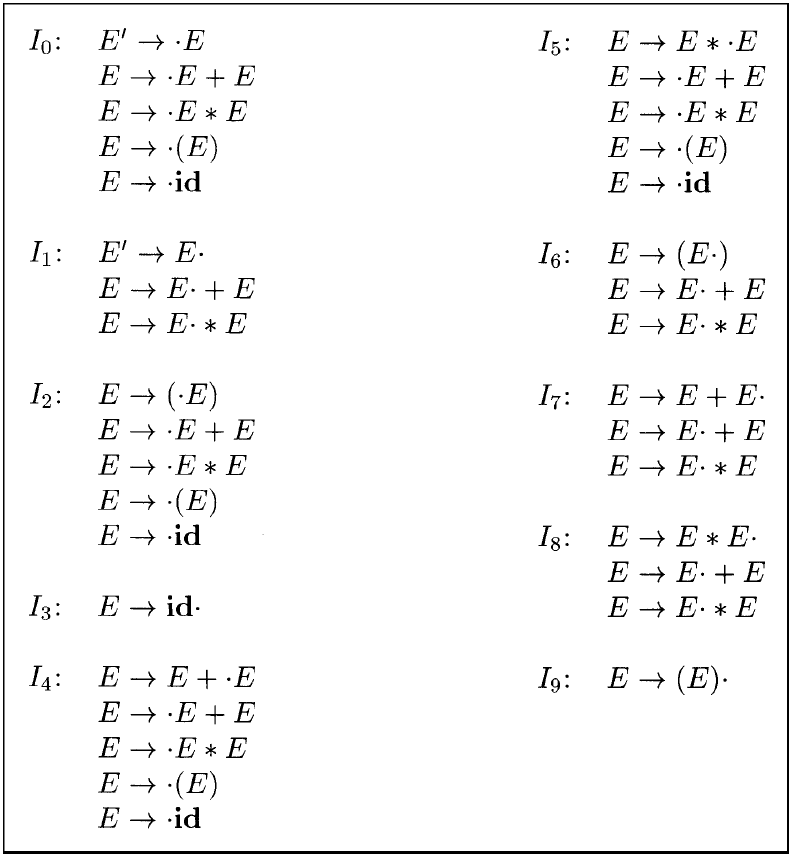 I₀: E′ → ·E
E → ·E + E
E → ·E * E
E → ·(E)
E → ·id
I₁: E′ → E·
E → E· + E
E → E· * E
I₂: E → (·E)
E → ·E + E
E → ·E * E
E → ·(E)
E → ·id
I₃: E → id·
I₄: E → E + ·E
E → ·E + E
E → ·E * E
E → ·(E)
E → ·id
I₅: E → E * ·E
E → ·E + E
E → ·E * E
E → ·(E)
E → ·id
I₆: E → (E·)
E → E· + E
E → E· * E
I₇: E → E + E·
E → E· + E
E → E· * E
I₈: E → E * E·
E → E· + E
E → E· * E
I₉: E → (E)·